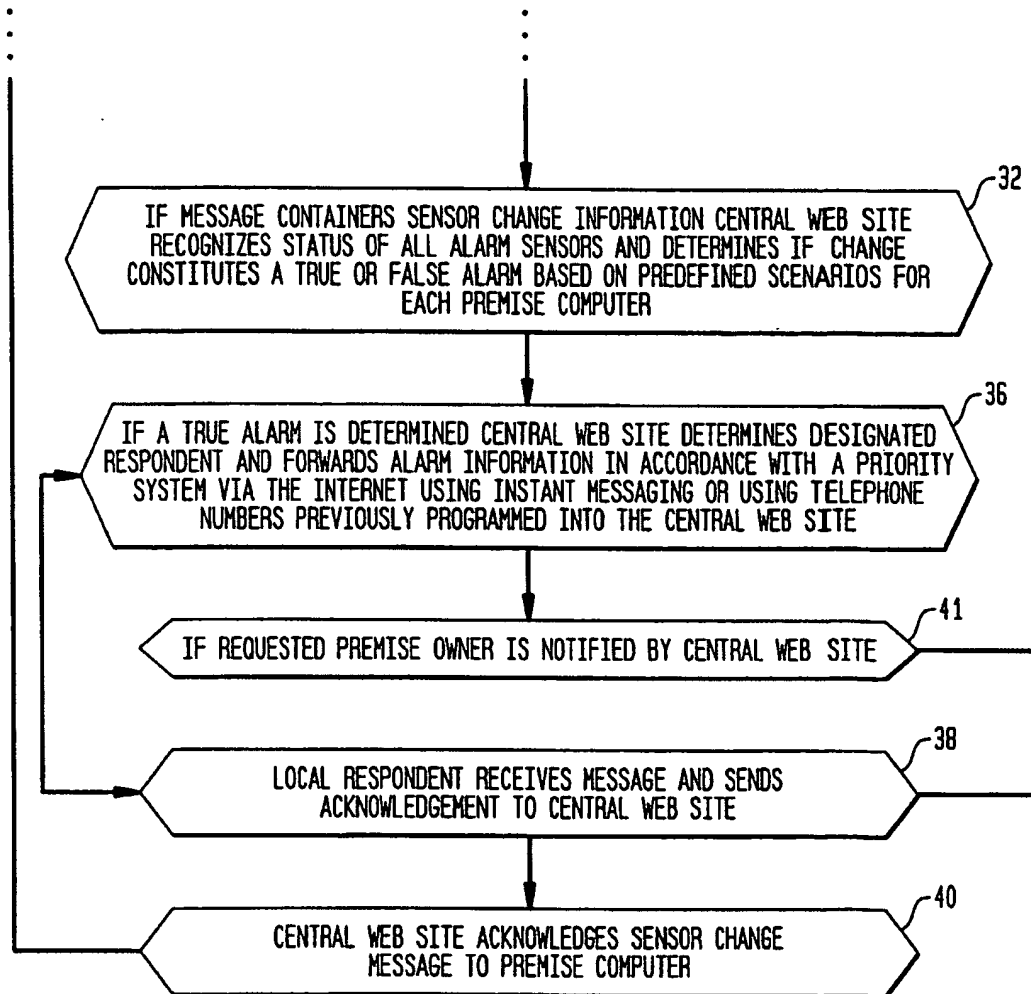 32
IF MESSAGE CONTAINERS SENSOR CHANGE INFORMATION CENTRAL WEB SITE
RECOGNIZES STATUS OF ALL ALARM SENSORS AND DETERMINES IF CHANGE
CONSTITUTES A TRUE OR FALSE ALARM BASED ON PREDEFINED SCENARIOS FOR
EACH PREMISE COMPUTER
36
IF A TRUE ALARM IS DETERMINED CENTRAL WEB SITE DETERMINES DESIGNATED
RESPONDENT AND FORWARDS ALARM INFORMATION IN ACCORDANCE WITH A PRIORITY
SYSTEM VIA THE INTERNET USING INSTANT MESSAGING OR USING TELEPHONE
NUMBERS PREVIOUSLY PROGRAMMED INTO THE CENTRAL WEB SITE
41
IF REQUESTED PREMISE OWNER IS NOTIFIED BY CENTRAL WEB SITE
38
LOCAL RESPONDENT RECEIVES MESSAGE AND SENDS
ACKNOWLEDGEMENT TO CENTRAL WEB SITE
40
CENTRAL WEB SITE ACKNOWLEDGES SENSOR CHANGE
MESSAGE TO PREMISE COMPUTER